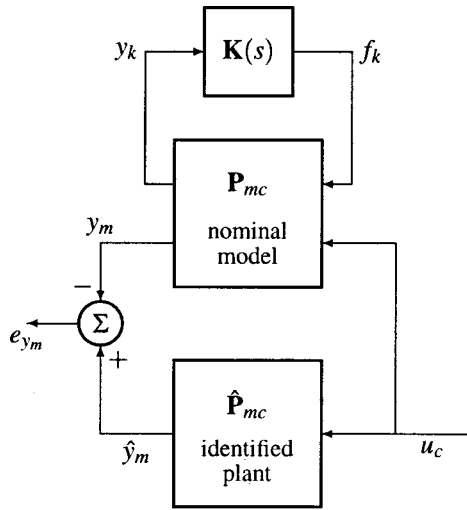 y_k
K(s)
f_k
P_mc
nominal
model
y_m
−
Σ
e_{y_m}
+
P̂_mc
identified
plant
ŷ_m
u_c